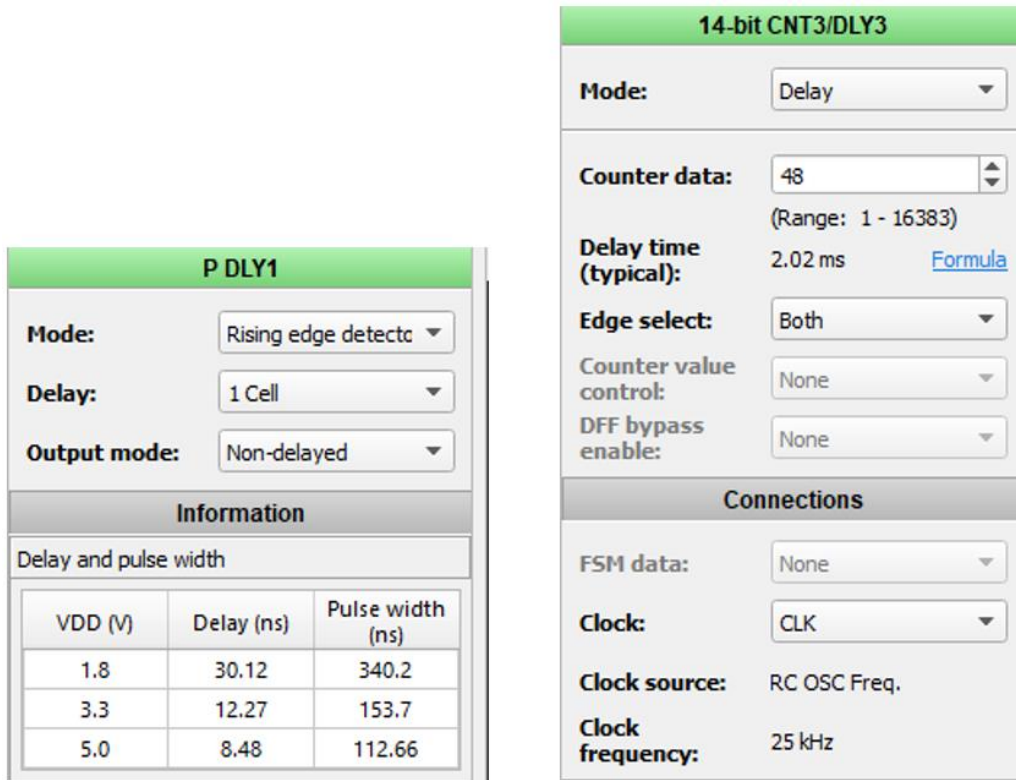 P DLY1
Mode: Rising edge detecto
Delay: 1 Cell
Output mode: Non-delayed
Information
Delay and pulse width
VDD (V) Delay (ns) Pulse width
(ns)
1.8 30.12 340.2
3.3 12.27 153.7
5.0 8.48 112.66
14-bit CNT3/DLY3
Mode: Delay
Counter data: 48
(Range: 1 - 16383)
Delay time
(typical): 2.02 ms Formula
Edge select: Both
Counter value
control: None
DFF bypass
enable: None
Connections
FSM data: None
Clock: CLK
Clock source: RC OSC Freq.
Clock
frequency: 25 kHz